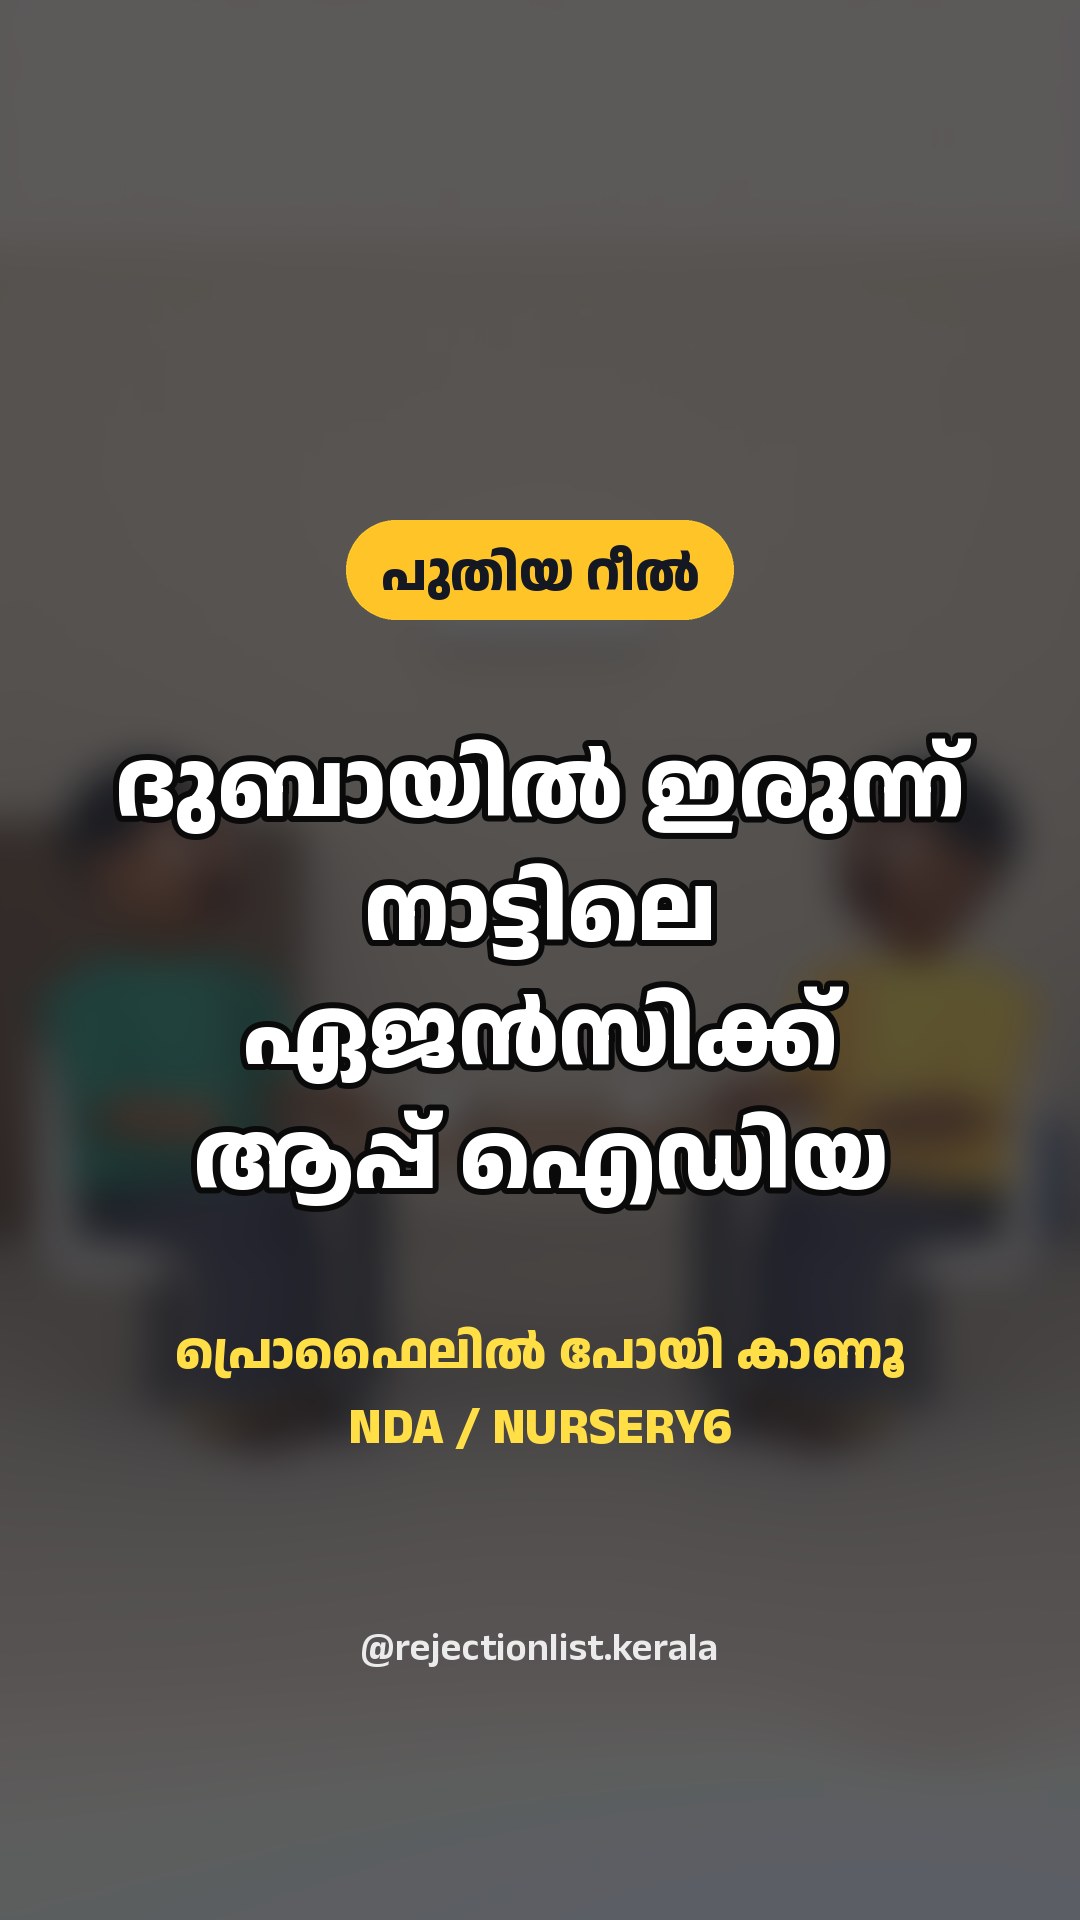 പുതിയ റീൽ
ദുബായിൽ ഇരുന്ന്
നാട്ടിലെ
ഏജൻസിക്ക്
ആപ്പ് ഐഡിയ
പ്രൊഫൈലിൽ പോയി കാണൂ
NDA / NURSERY6
@rejectionlist.kerala